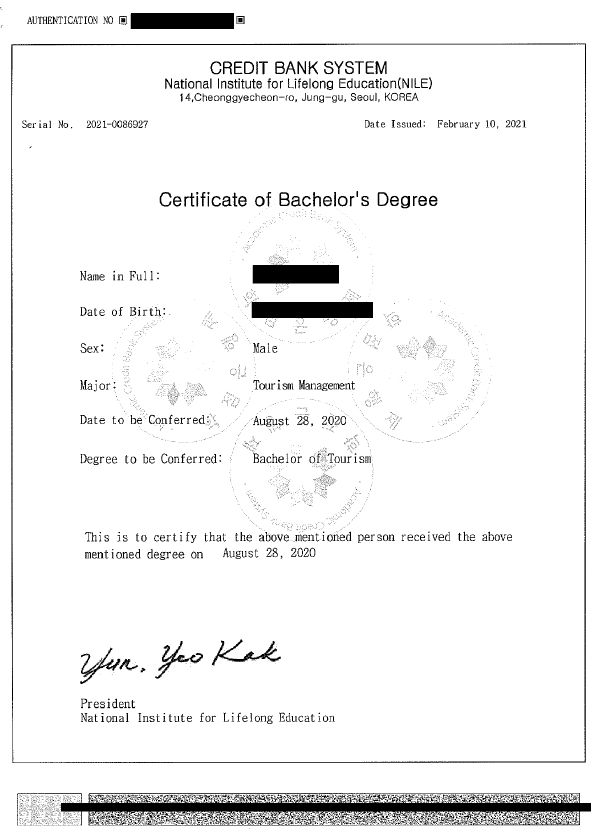 AUTHENTICATION NO
CREDIT BANK SYSTEM
National Institute for Lifelong Education(NILE)
14,Cheonggyecheon-ro, Jung-gu, Seoul, KOREA
Serial No. 2021-0086927
Date Issued: February 10, 2021
Certificate of Bachelor's Degree
Name in Full:
Date of Birth:
Sex: Male
Major: Tourism Management
Date to be Conferred: August 28, 2020
Degree to be Conferred: Bachelor of Tourism
This is to certify that the above mentioned person received the above
mentioned degree on August 28, 2020
Yun, Yeo Kak
President
National Institute for Lifelong Education
Academic Credit Bank System